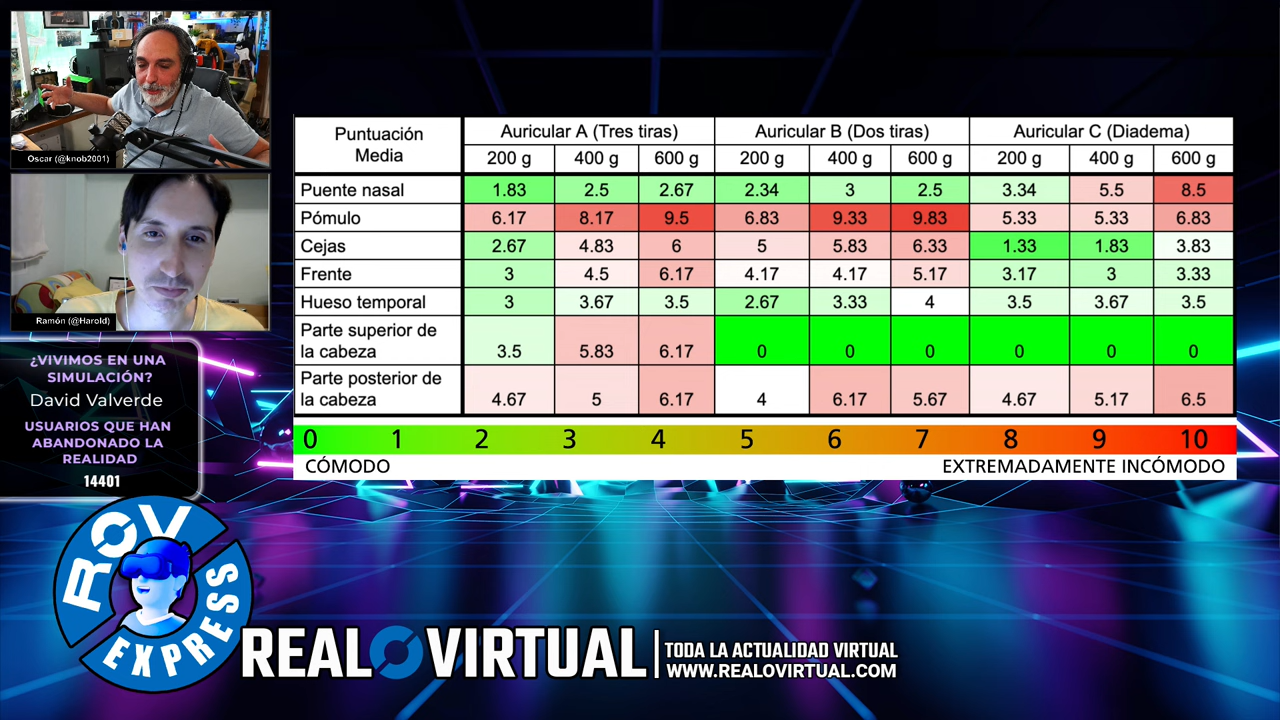 Oscar (@knob2001)
Ramón (@Harold)
¿VIVIMOS EN UNA
SIMULACIÓN?
David Valverde
USUARIOS QUE HAN
ABANDONADO LA
REALIDAD
14401
Puntuación Media Auricular A (Tres tiras) Auricular B (Dos tiras) Auricular C (Diadema)
200 g 400 g 600 g 200 g 400 g 600 g 200 g 400 g 600 g
Puente nasal 1.83 2.5 2.67 2.34 3 2.5 3.34 5.5 8.5
Pómulo 6.17 8.17 9.5 6.83 9.33 9.83 5.33 5.33 6.83
Cejas 2.67 4.83 6 5 5.83 6.33 1.33 1.83 3.83
Frente 3 4.5 6.17 4.17 4.17 5.17 3.17 3 3.33
Hueso temporal 3 3.67 3.5 2.67 3.33 4 3.5 3.67 3.5
Parte superior de
la cabeza 3.5 5.83 6.17 0 0 0 0 0 0
Parte posterior de
la cabeza 4.67 5 6.17 4 6.17 5.67 4.67 5.17 6.5
0 1 2 3 4 5 6 7 8 9 10
CÓMODO EXTREMADAMENTE INCÓMODO
ROV
EXPRESS
REAL O VIRTUAL
TODA LA ACTUALIDAD VIRTUAL
WWW.REALOVIRTUAL.COM